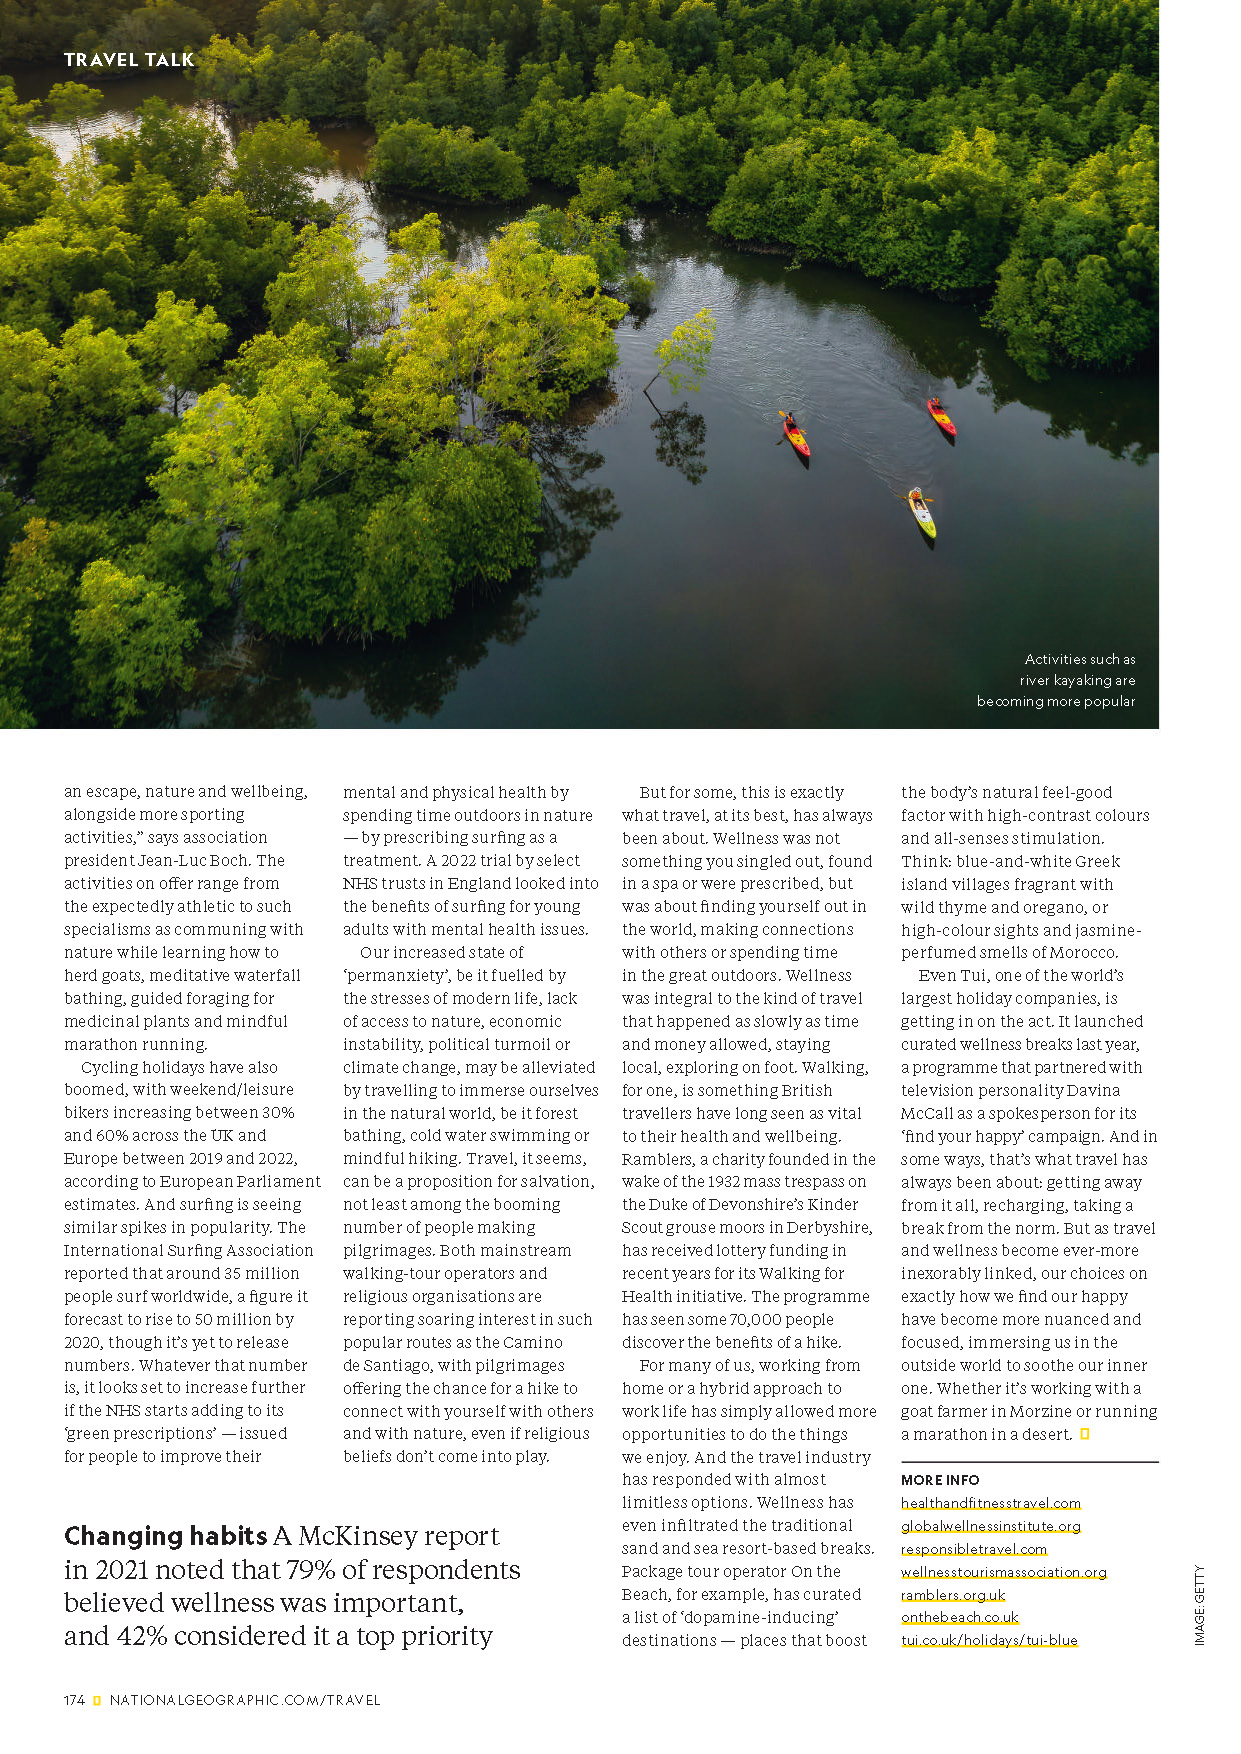 TRAVEL TALK
Activities such as
river kayaking are
becoming more popular
an escape, nature and wellbeing,
alongside more sporting
activities,” says association
president Jean-Luc Boch. The
activities on offer range from
the expectedly athletic to such
specialisms as communing with
nature while learning how to
herd goats, meditative waterfall
bathing, guided foraging for
medicinal plants and mindful
marathon running.
Cycling holidays have also
boomed, with weekend/leisure
bikers increasing between 30%
and 60% across the UK and
Europe between 2019 and 2022,
according to European Parliament
estimates. And surfing is seeing
similar spikes in popularity. The
International Surfing Association
reported that around 35 million
people surf worldwide, a figure it
forecast to rise to 50 million by
2020, though it’s yet to release
numbers. Whatever that number
is, it looks set to increase further
if the NHS starts adding to its
‘green prescriptions’ — issued
for people to improve their
mental and physical health by
spending time outdoors in nature
— by prescribing surfing as a
treatment. A 2022 trial by select
NHS trusts in England looked into
the benefits of surfing for young
adults with mental health issues.
Our increased state of
‘permanxiety’, be it fuelled by
the stresses of modern life, lack
of access to nature, economic
instability, political turmoil or
climate change, may be alleviated
by travelling to immerse ourselves
in the natural world, be it forest
bathing, cold water swimming or
mindful hiking. Travel, it seems,
can be a proposition for salvation,
not least among the booming
number of people making
pilgrimages. Both mainstream
walking-tour operators and
religious organisations are
reporting soaring interest in such
popular routes as the Camino
de Santiago, with pilgrimages
offering the chance for a hike to
connect with yourself with others
and with nature, even if religious
beliefs don’t come into play.
But for some, this is exactly
what travel, at its best, has always
been about. Wellness was not
something you singled out, found
in a spa or were prescribed, but
was about finding yourself out in
the world, making connections
with others or spending time
in the great outdoors. Wellness
was integral to the kind of travel
that happened as slowly as time
and money allowed, staying
local, exploring on foot. Walking,
for one, is something British
travellers have long seen as vital
to their health and wellbeing.
Ramblers, a charity founded in the
wake of the 1932 mass trespass on
the Duke of Devonshire’s Kinder
Scout grouse moors in Derbyshire,
has received lottery funding in
recent years for its Walking for
Health initiative. The programme
has seen some 70,000 people
discover the benefits of a hike.
For many of us, working from
home or a hybrid approach to
work life has simply allowed more
opportunities to do the things
we enjoy. And the travel industry
has responded with almost
limitless options. Wellness has
even infiltrated the traditional
sand and sea resort-based breaks.
Package tour operator On the
Beach, for example, has curated
a list of ‘dopamine-inducing’
destinations — places that boost
the body’s natural feel-good
factor with high-contrast colours
and all-senses stimulation.
Think: blue-and-white Greek
island villages fragrant with
wild thyme and oregano, or
high-colour sights and jasmine-
perfumed smells of Morocco.
Even Tui, one of the world’s
largest holiday companies, is
getting in on the act. It launched
curated wellness breaks last year,
a programme that partnered with
television personality Davina
McCall as a spokesperson for its
‘find your happy’ campaign. And in
some ways, that’s what travel has
always been about: getting away
from it all, recharging, taking a
break from the norm. But as travel
and wellness become ever-more
inexorably linked, our choices on
exactly how we find our happy
have become more nuanced and
focused, immersing us in the
outside world to soothe our inner
one. Whether it’s working with a
goat farmer in Morzine or running
a marathon in a desert.
MORE INFO
healthandfitnesstravel.com
globalwellnessinstitute.org
responsibletravel.com
wellnesstourismassociation.org
ramblers.org.uk
onthebeach.co.uk
tui.co.uk/holidays/tui-blue
Changing habits A McKinsey report
in 2021 noted that 79% of respondents
believed wellness was important,
and 42% considered it a top priority
IMAGE: GETTY
174 NATIONALGEOGRAPHIC.COM/TRAVEL